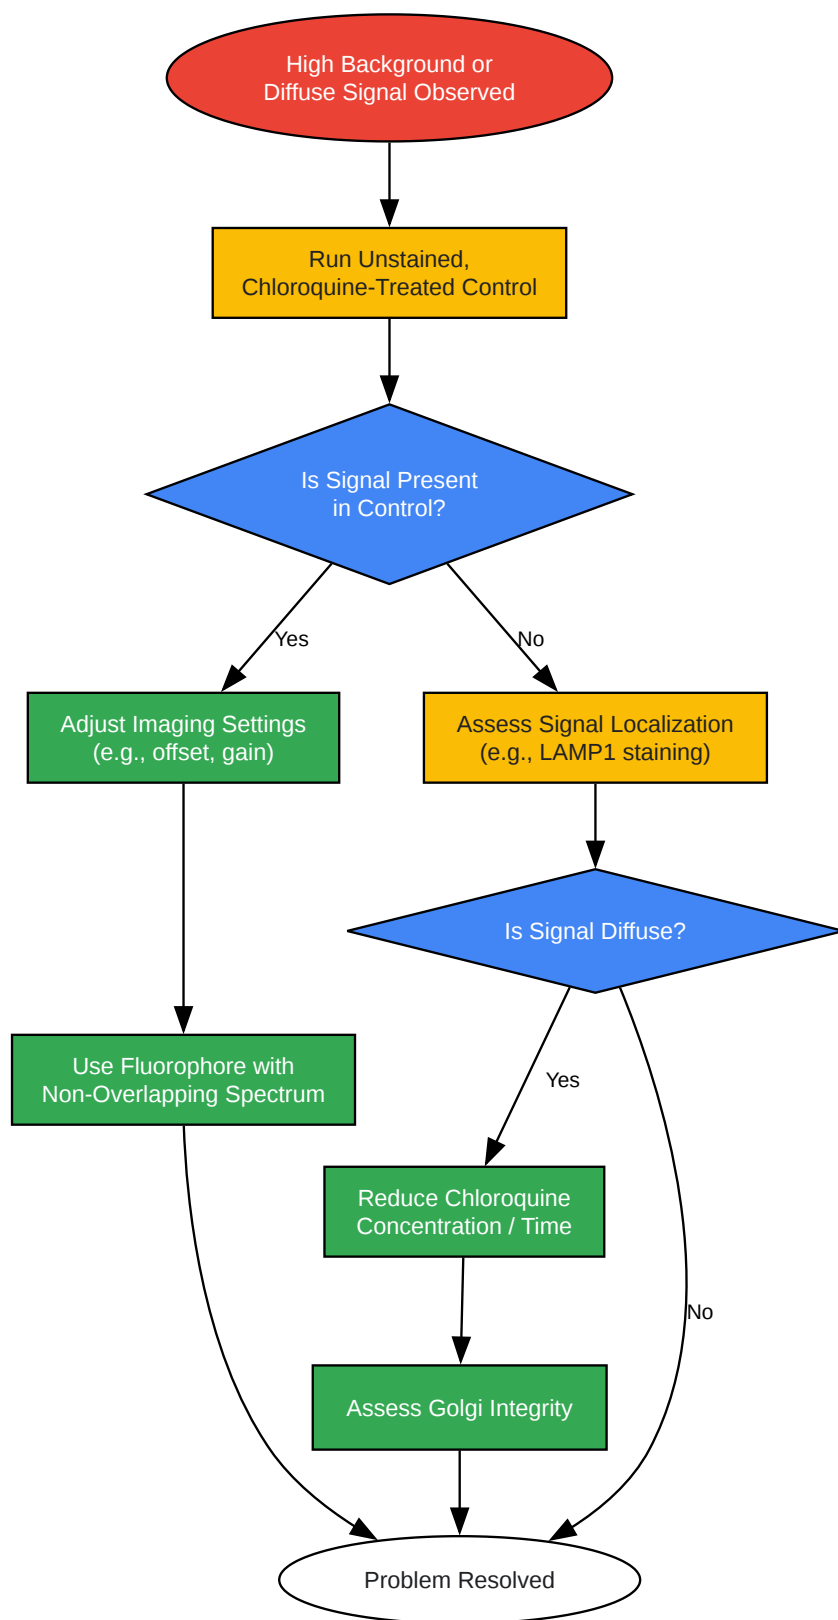 High Background or
Diffuse Signal Observed
Run Unstained,
Chloroquine-Treated Control
Is Signal Present
in Control?
Yes
No
Adjust Imaging Settings
(e.g., offset, gain)
Assess Signal Localization
(e.g., LAMP1 staining)
Is Signal Diffuse?
Use Fluorophore with
Non-Overlapping Spectrum
Yes
Reduce Chloroquine
Concentration / Time
No
Assess Golgi Integrity
Problem Resolved